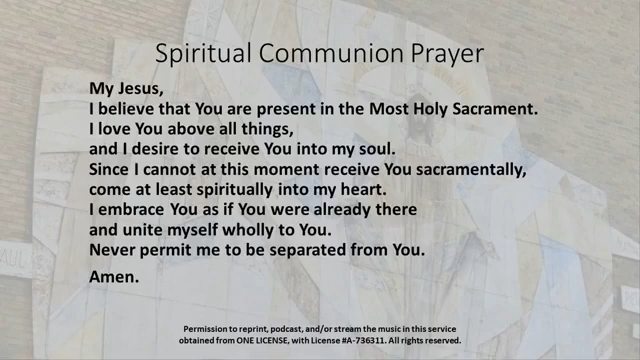 Spiritual Communion Prayer
My Jesus,
I believe that You are present in the Most Holy Sacrament.
I love You above all things,
and I desire to receive You into my soul.
Since I cannot at this moment receive You sacramentally,
come at least spiritually into my heart.
I embrace You as if You were already there
and unite myself wholly to You.
Never permit me to be separated from You.
Amen.
Permission to reprint, podcast, and/or stream the music in this service
obtained from ONE LICENSE, with License #A-736311. All rights reserved.